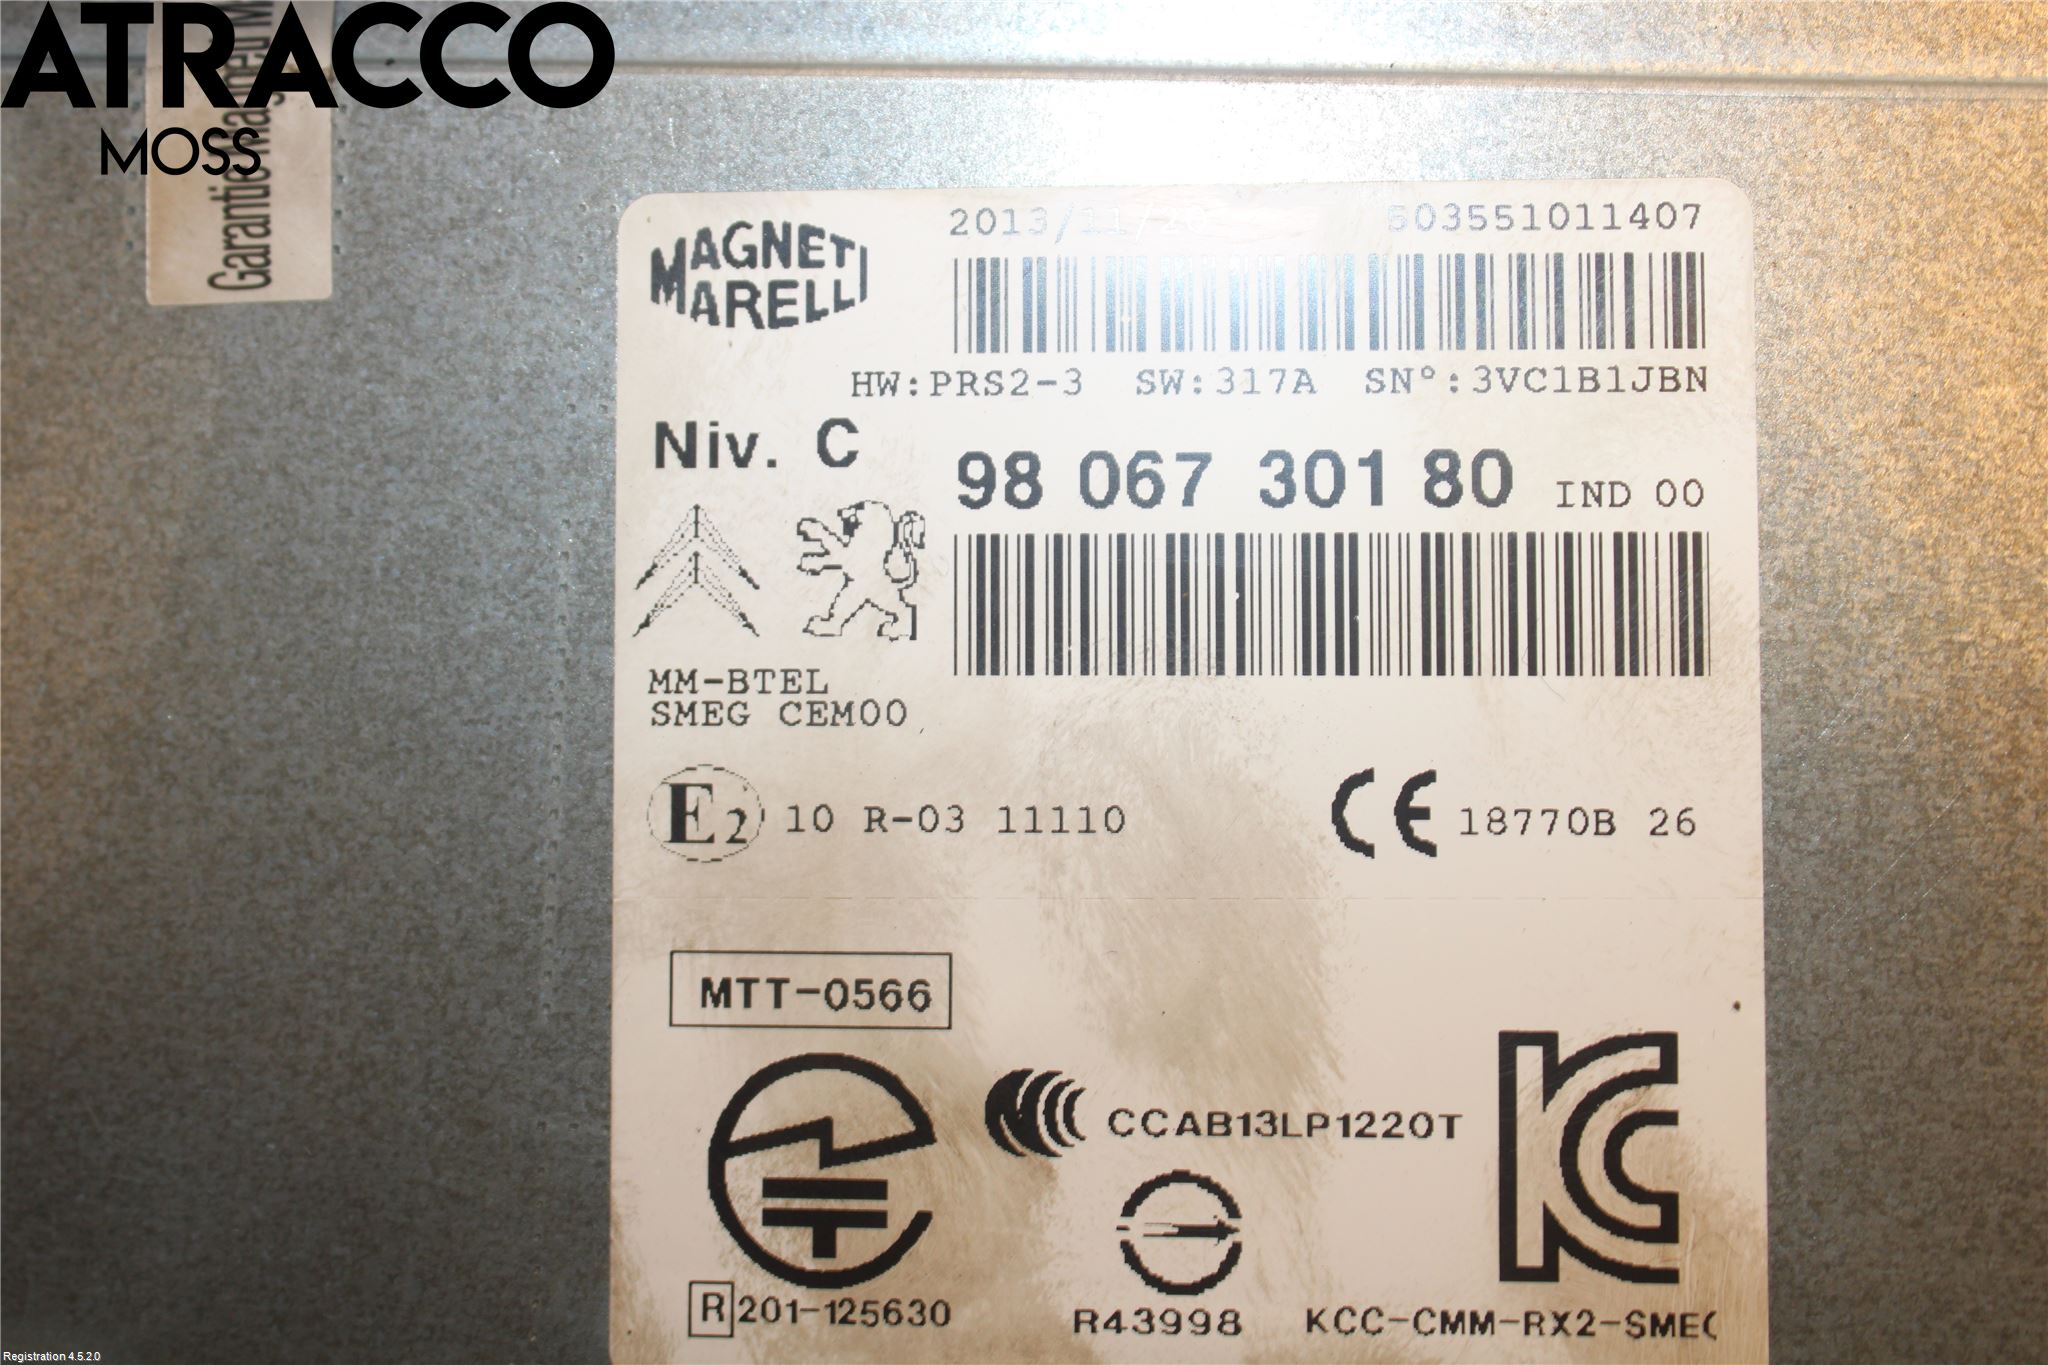 ATRACCO
MOSS
Garantie Magneti M
MAGNETI
MARELLI
2013/11/20
503551011407
HW:PRS2-3 SW:317A SN°:3VC1B1JBN
Niv. C
98 067 301 80 IND 00
MM-BTEL
SMEG CEM00
E2 10 R-03 11110
CE 18770B 26
MTT-0566
CCAB13LP1220T
R 201-125630
R43998
KCC-CMM-RX2-SME
Registration 4.5.2.0